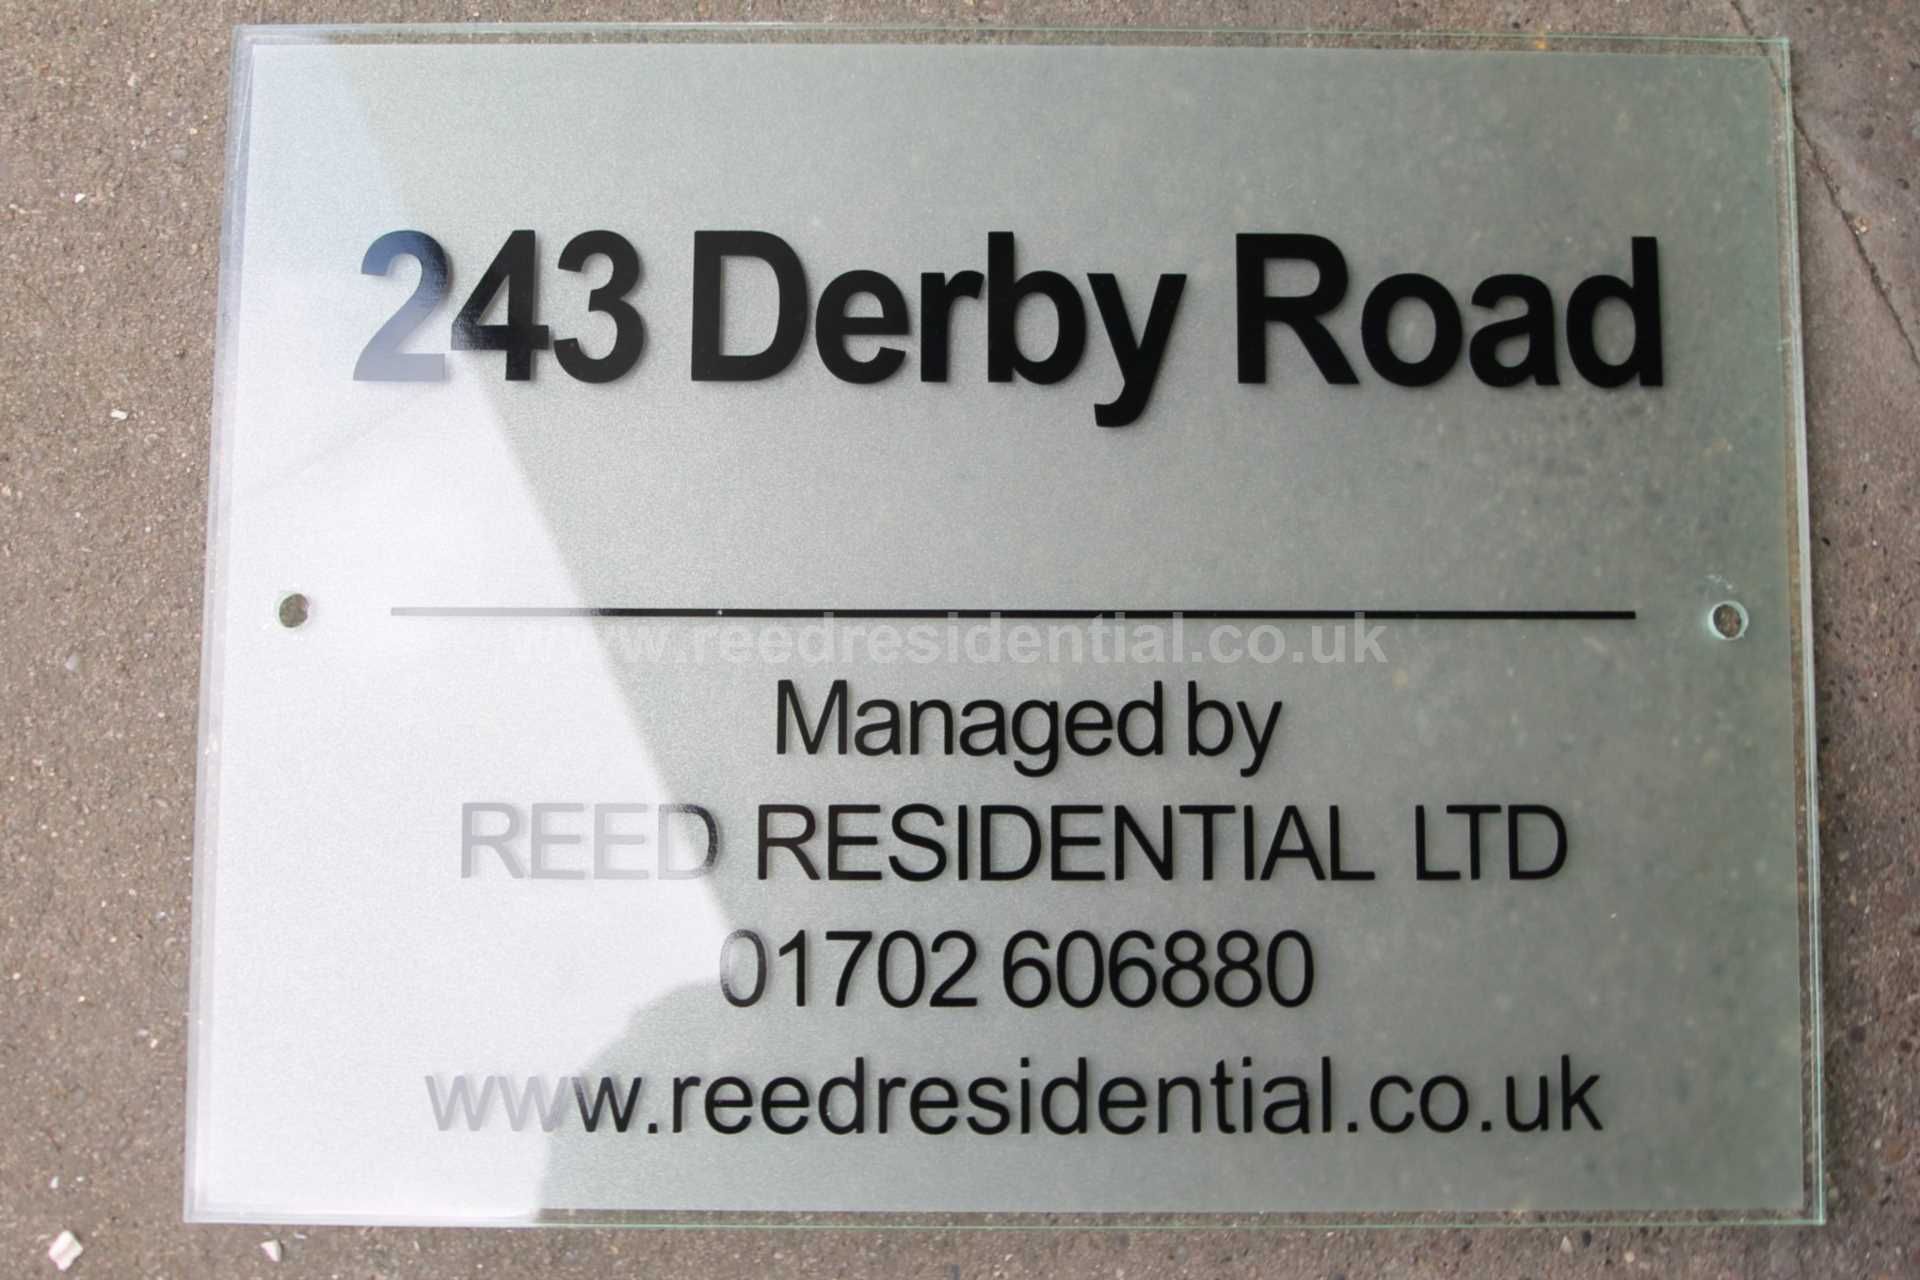 243 Derby Road
www.reedresidential.co.uk
Managed by
REED RESIDENTIAL LTD
01702 606880
www.reedresidential.co.uk